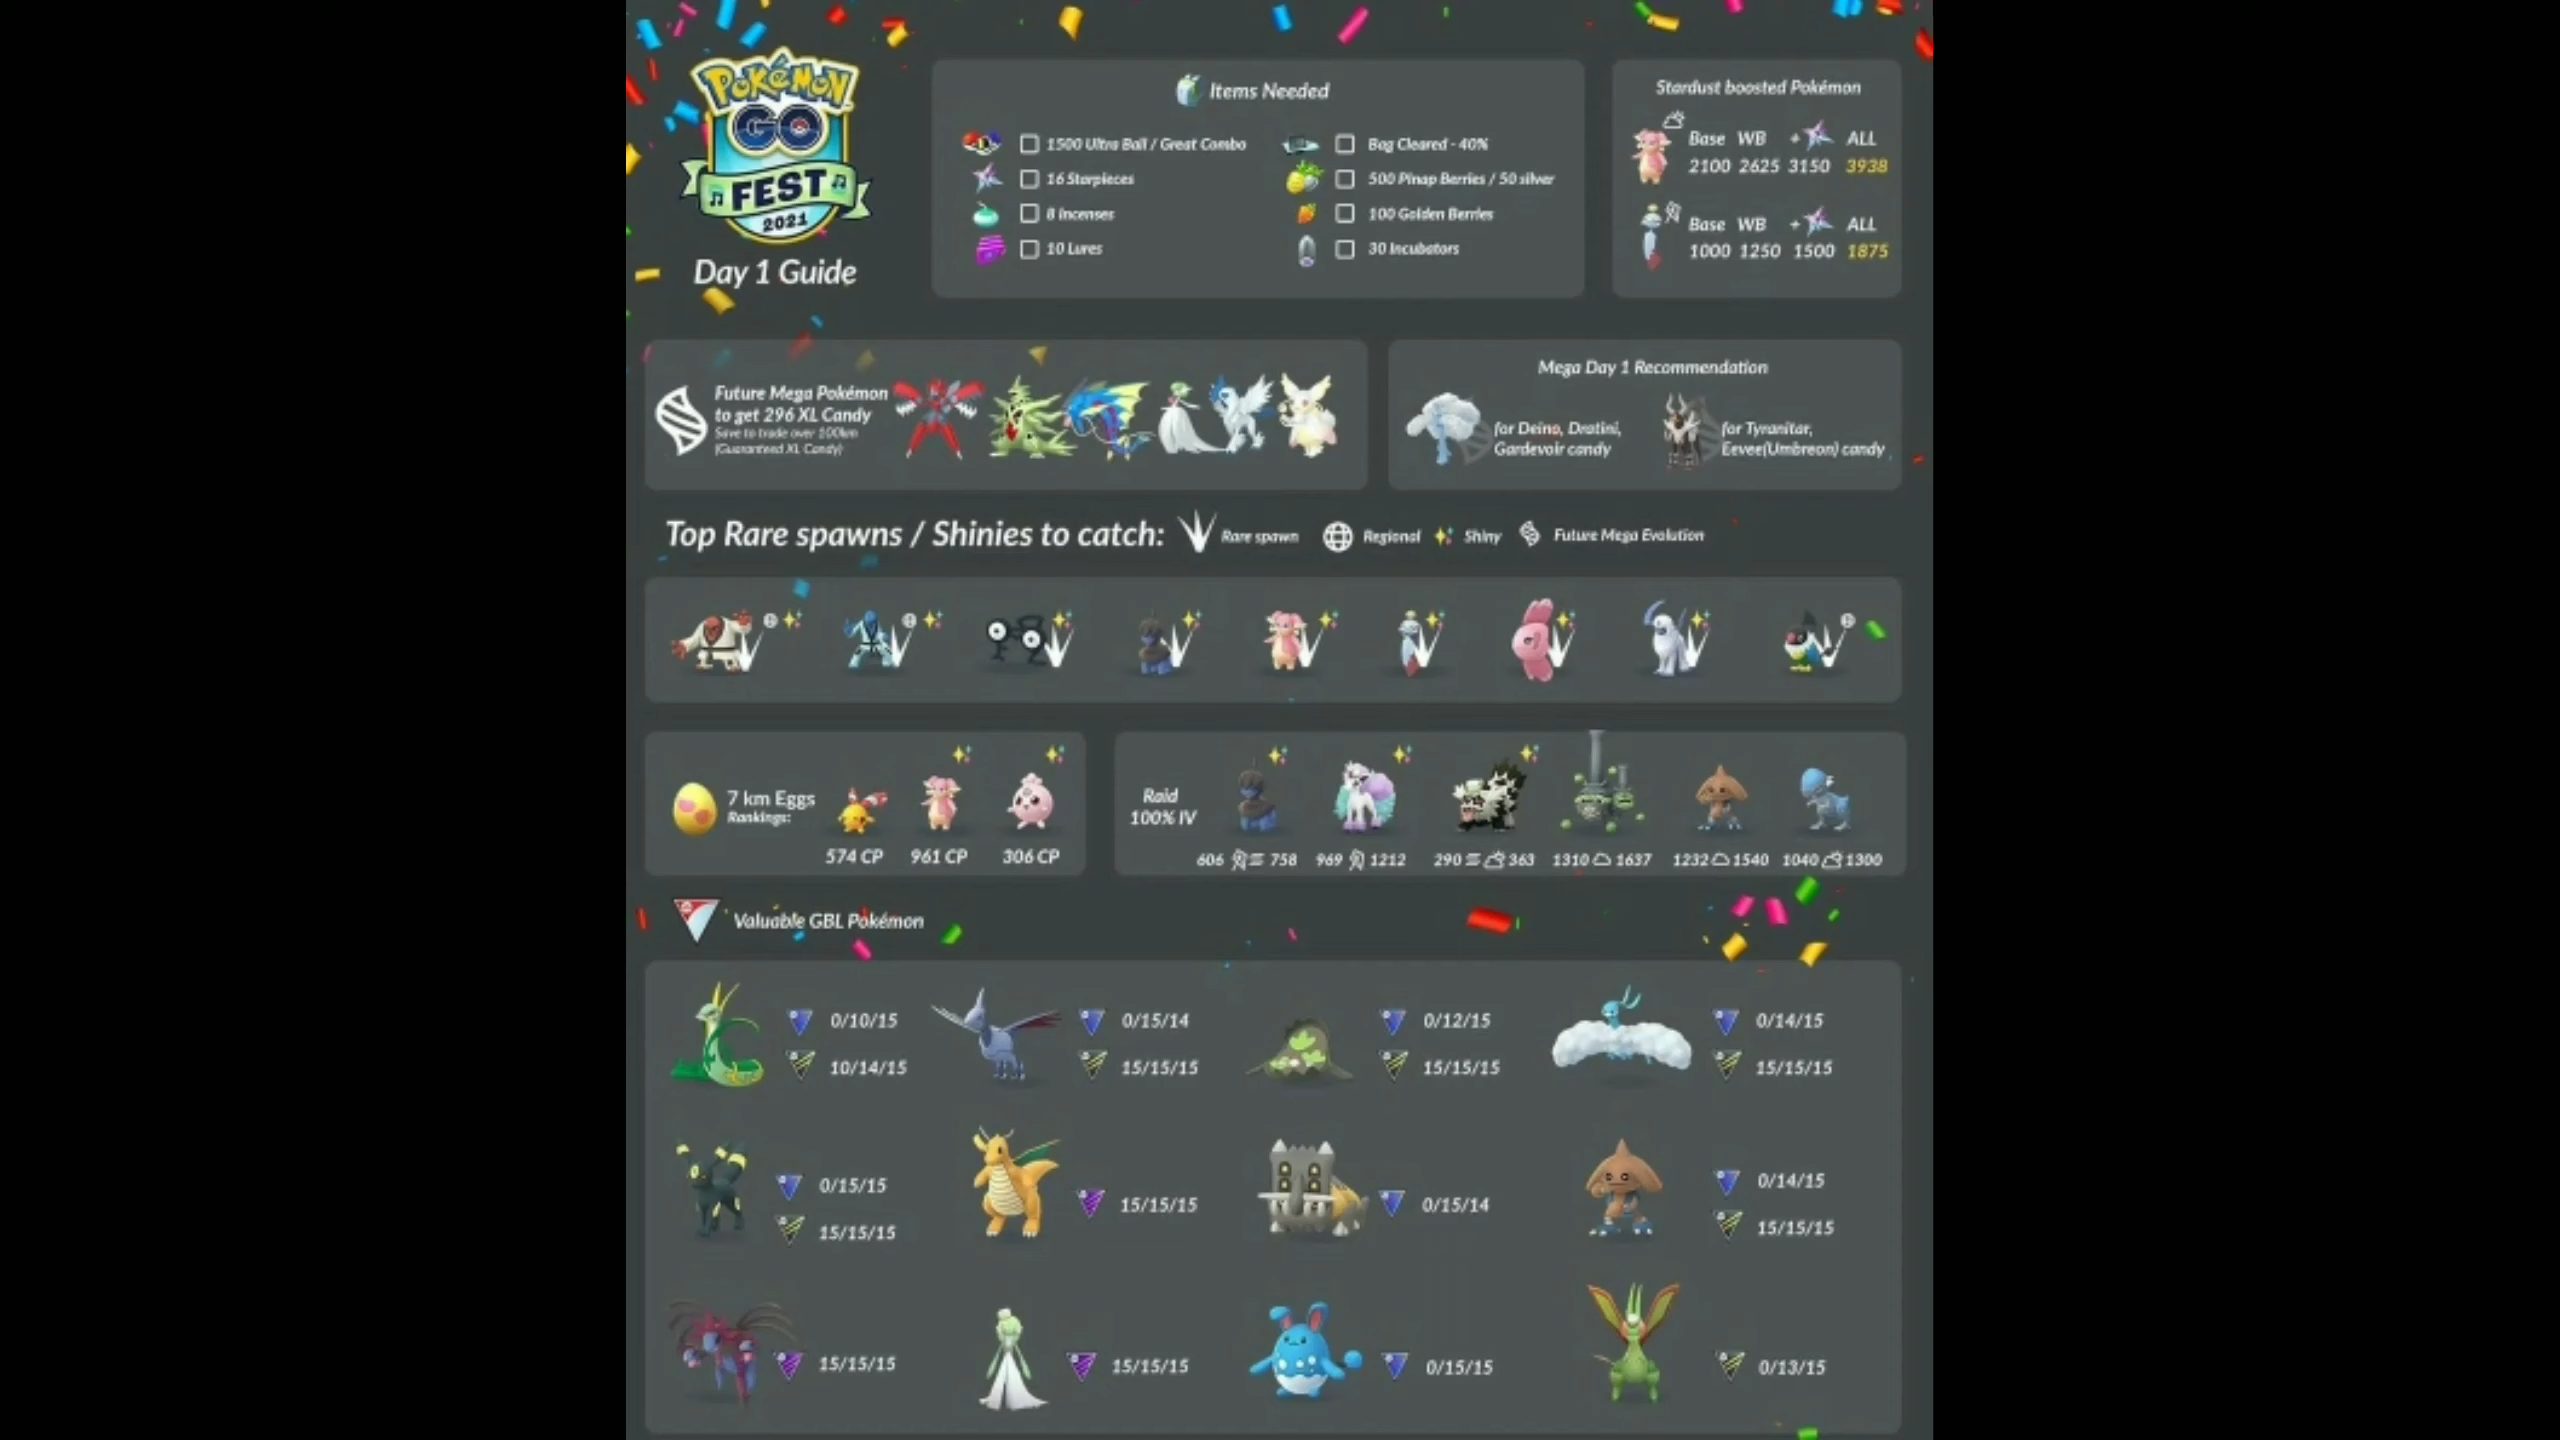 POKéMON
GO
FEST
2021
Day 1 Guide
Items Needed
1500 Ultra Ball / Great Combo
16 Starpieces
8 Incenses
10 Lures
Bag Cleared - 40%
500 Pinap Berries / 50 silver
100 Golden Berries
30 Incubators
Stardust boosted Pokémon
Base WB + ALL
2100 2625 3150 3938
Base WB + ALL
1000 1250 1500 1875
Future Mega Pokémon
to get 296 XL Candy
Save to trade over 100km
(Guaranteed XL Candy)
Mega Day 1 Recommendation
for Deino, Dratini,
Gardevoir candy
for Tyranitar,
Eevee(Umbreon) candy
Top Rare spawns / Shinies to catch:
Rare spawn
Regional
Shiny
Future Mega Evolution
7 km Eggs
Rankings:
574 CP
961 CP
306 CP
Raid
100% IV
606 758
969 1212
290 363
1310 1637
1232 1540
1040 1300
Valuable GBL Pokémon
0/10/15
10/14/15
0/15/14
15/15/15
0/12/15
15/15/15
0/14/15
15/15/15
0/15/15
15/15/15
15/15/15
0/15/14
0/14/15
15/15/15
15/15/15
15/15/15
0/15/15
0/13/15